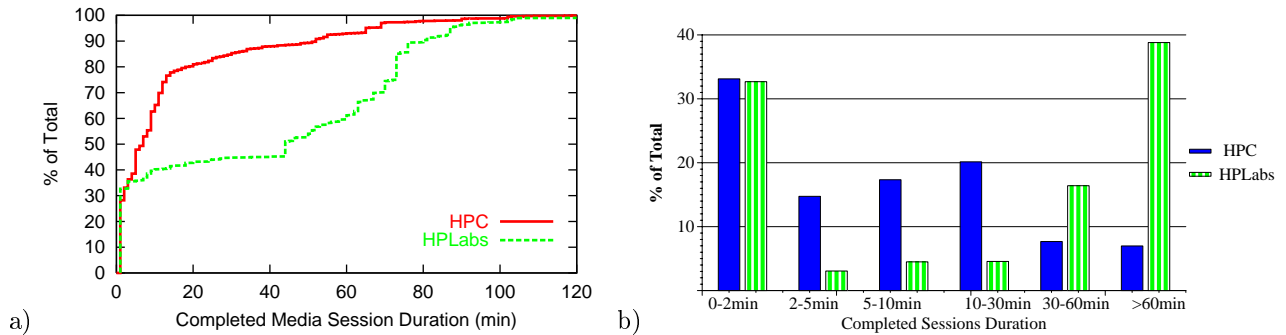 100
90
80
70
60
50
40
30
20
10
0
% of Total
HPC
HPLabs
0 20 40 60 80 100 120
Completed Media Session Duration (min)
a)
40
30
20
10
% of Total
HPC
HPLabs
0-2min 2-5min 5-10min 10-30min 30-60min >60min
Completed Sessions Duration
b)